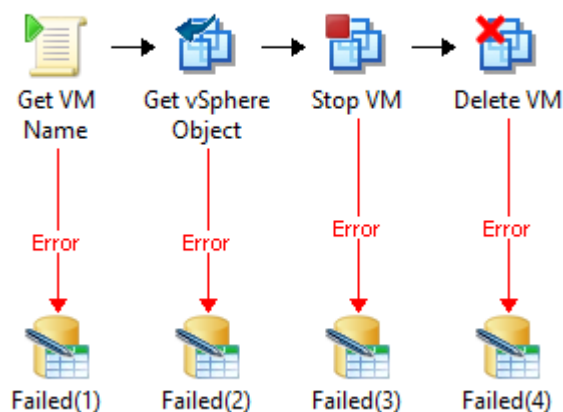 Get VM
Name
Get vSphere
Object
Stop VM
Delete VM
Error
Error
Error
Error
Failed(1)
Failed(2)
Failed(3)
Failed(4)